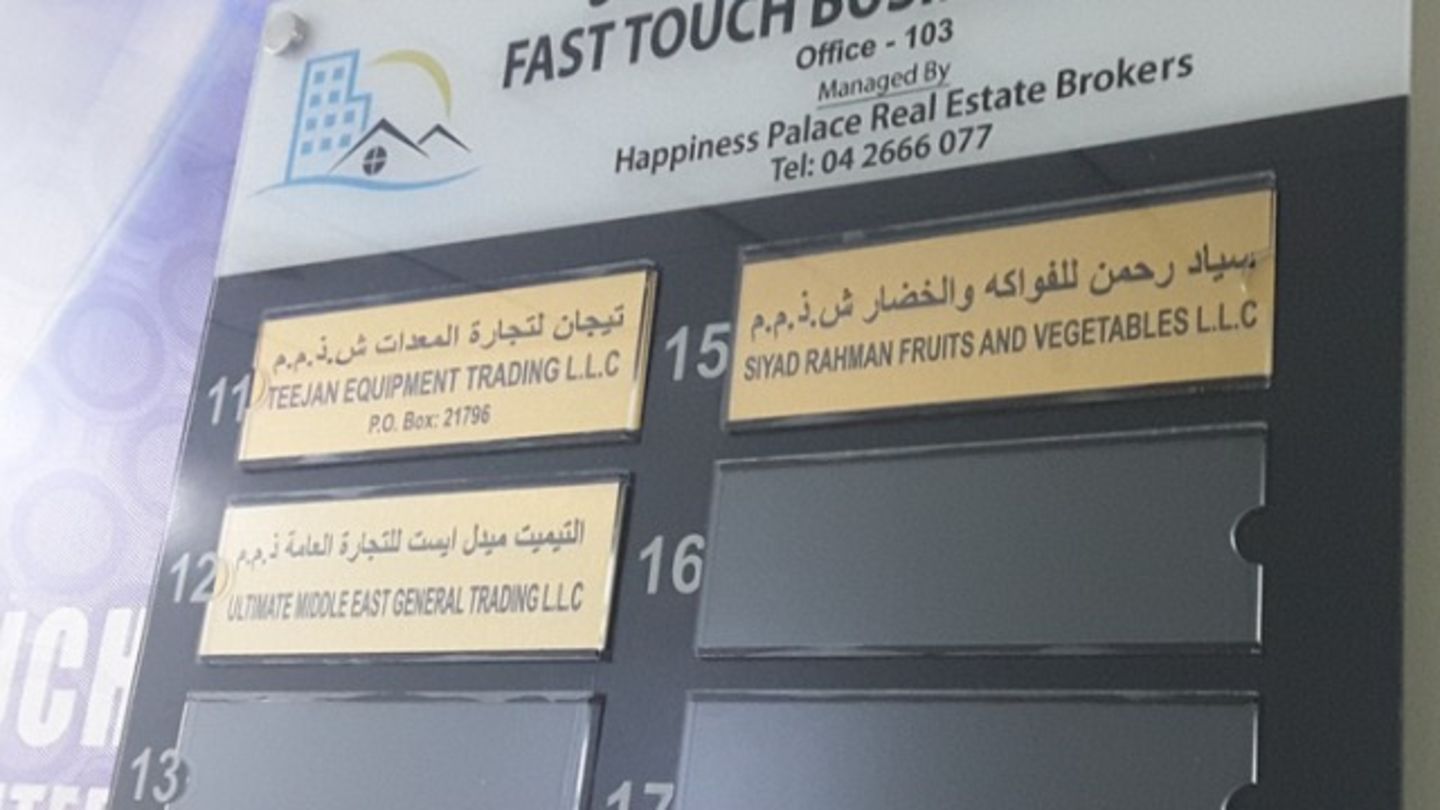 FAST TOUCH
Office - 103
Managed By
Happiness Palace Real Estate Brokers
Tel: 04 2666 077
11
تيجان لتجارة المعدات ش.ذ.م.م
TEEJAN EQUIPMENT TRADING L.L.C
P.O. Box: 21796
15
سياد رحمن للفواكه والخضار ش.ذ.م.م
SIYAD RAHMAN FRUITS AND VEGETABLES L.L.C
12
التيميت ميدل ايست للتجارة العامة ذ.م.م
ULTIMATE MIDDLE EAST GENERAL TRADING L.L.C
16
13
17